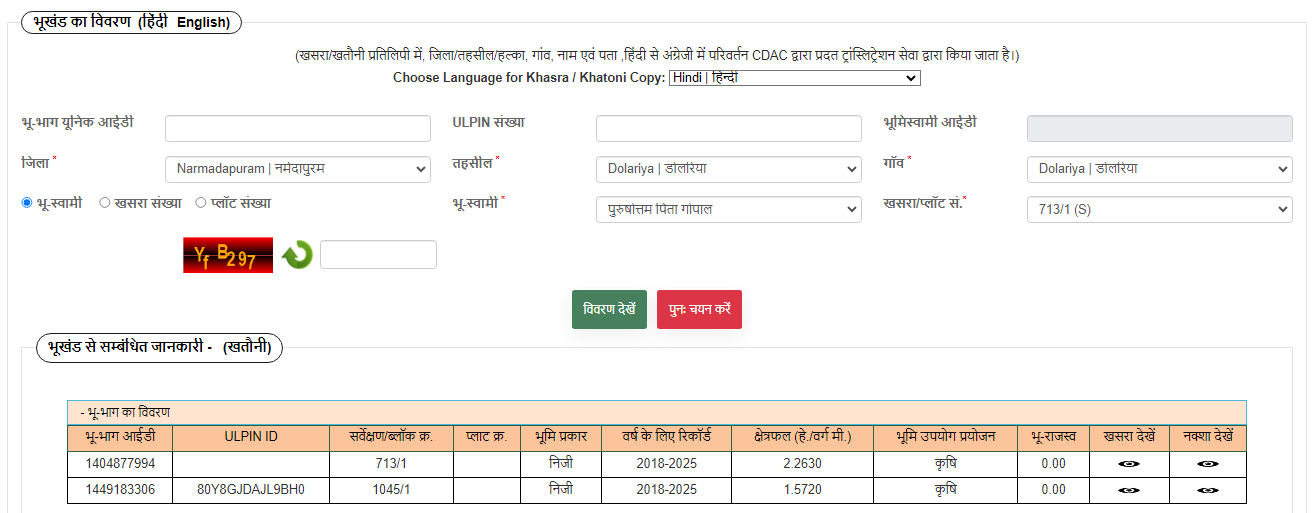 भूखंड का विवरण (हिंदी English)
(खसरा/खतौनी प्रतिलिपी में, जिला/तहसील/हल्का, गांव, नाम एवं पता ,हिंदी से अंग्रेजी में परिवर्तन CDAC द्वारा प्रदत ट्रांस्लिट्रेशन सेवा द्वारा किया जाता है।)
Choose Language for Khasra / Khatoni Copy: Hindi | हिन्दी
भू-भाग यूनिक आईडी ULPIN संख्या भूमिस्वामी आईडी
जिला * Narmadapuram | नर्मदापुरम तहसील * Dolariya | डोलरिया गाँव * Dolariya | डोलरिया
भू-स्वामी खसरा संख्या प्लॉट संख्या भू-स्वामी * पुरुषोत्तम पिता गोपाल खसरा/प्लॉट सं.* 713/1 (S)
Yf B297
विवरण देखें पुनः चयन करें
भूखंड से सम्बंधित जानकारी - (खतौनी)
- भू-भाग का विवरण
भू-भाग आईडी ULPIN ID सर्वेक्षण/ब्लॉक क्र. प्लाट क्र. भूमि प्रकार वर्ष के लिए रिकॉर्ड क्षेत्रफल (हे./वर्ग मी.) भूमि उपयोग प्रयोजन भू-राजस्व खसरा देखें नक्शा देखें
1404877994 713/1 निजी 2018-2025 2.2630 कृषि 0.00
1449183306 80Y8GJDAJL9BH0 1045/1 निजी 2018-2025 1.5720 कृषि 0.00